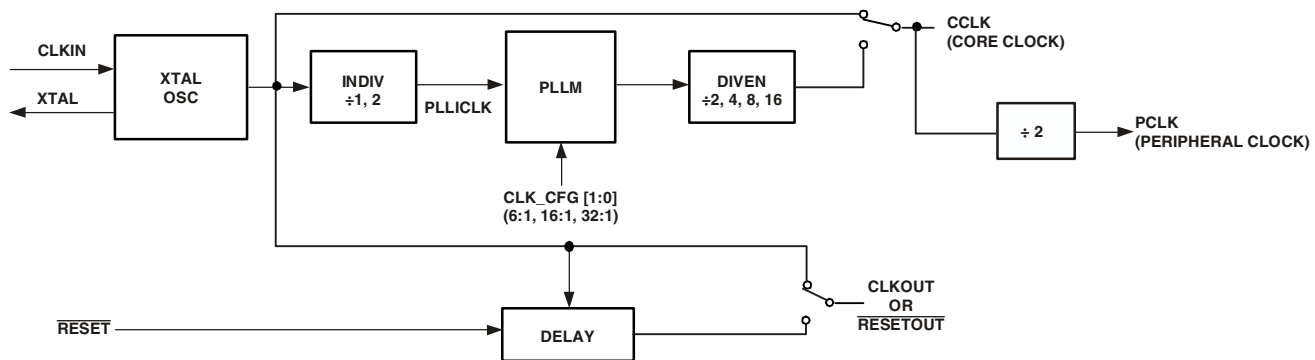 CLKIN
XTAL
XTAL
OSC
INDIV
÷1, 2
PLLICLK
PLLM
CLK_CFG [1:0]
(6:1, 16:1, 32:1)
DIVEN
÷2, 4, 8, 16
CCLK
(CORE CLOCK)
÷ 2
PCLK
(PERIPHERAL CLOCK)
RESET
DELAY
CLKOUT
OR
RESETOUT